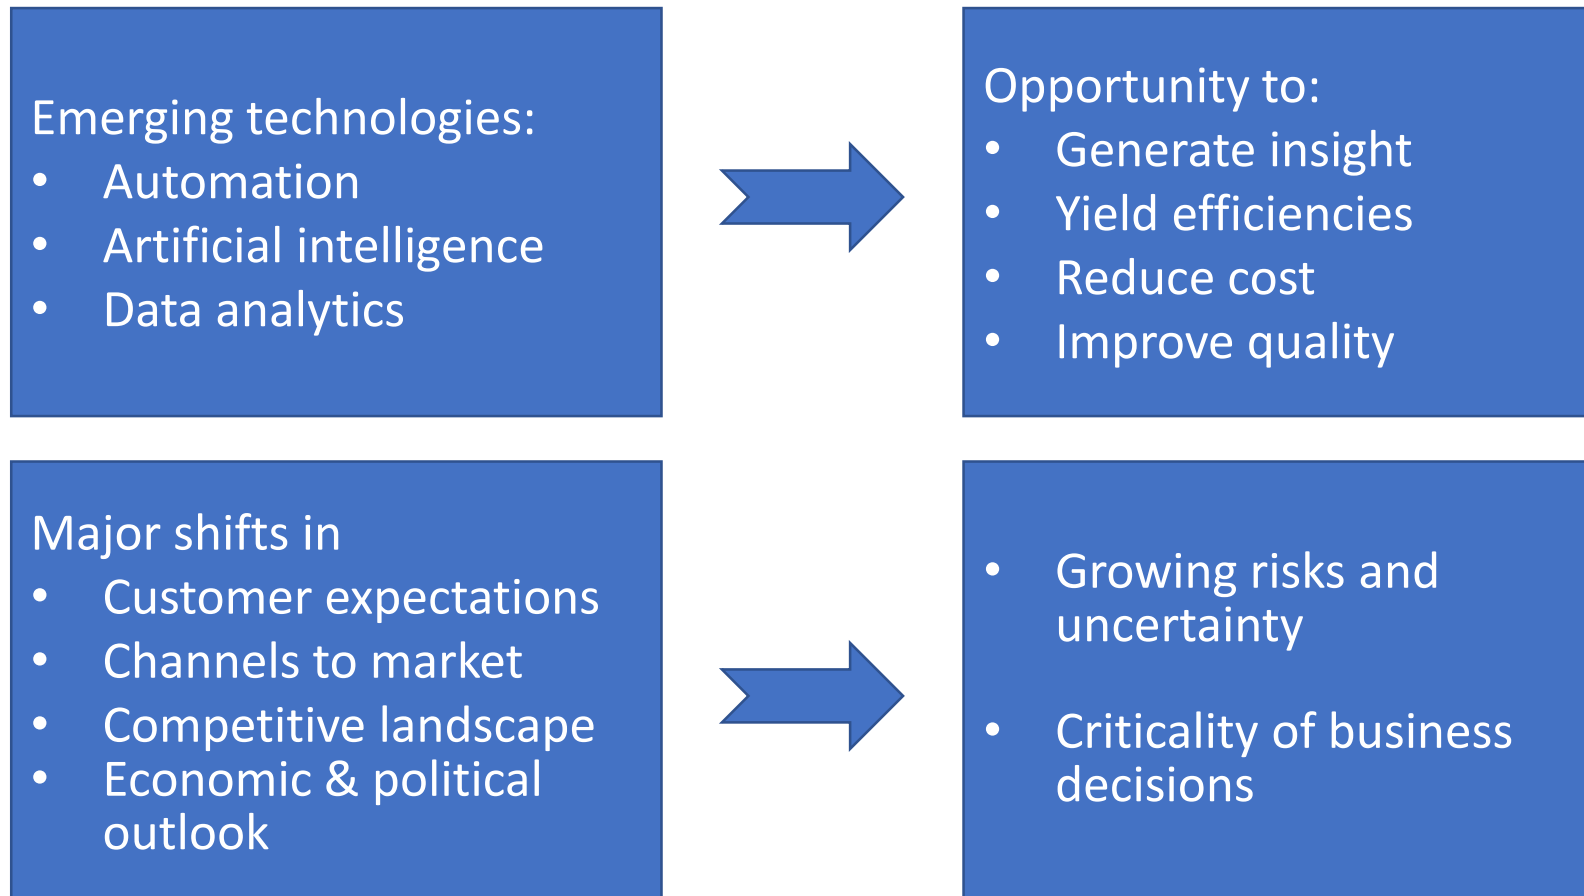 Emerging technologies:
• Automation
• Artificial intelligence
• Data analytics
Opportunity to:
• Generate insight
• Yield efficiencies
• Reduce cost
• Improve quality
Major shifts in
• Customer expectations
• Channels to market
• Competitive landscape
• Economic & political
outlook
• Growing risks and
uncertainty
• Criticality of business
decisions